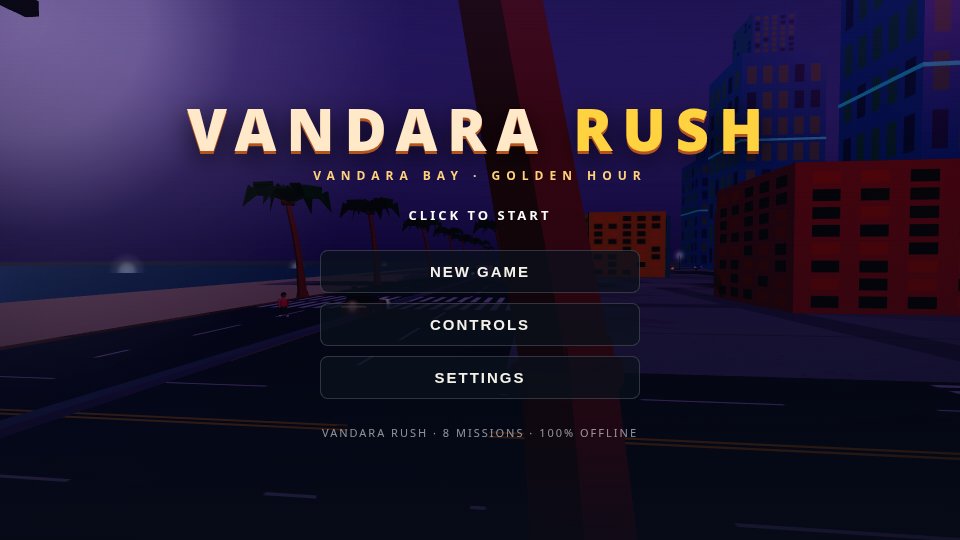 VANDARA RUSH
VANDARA BAY · GOLDEN HOUR
CLICK TO START
NEW GAME
CONTROLS
SETTINGS
VANDARA RUSH · 8 MISSIONS · 100% OFFLINE